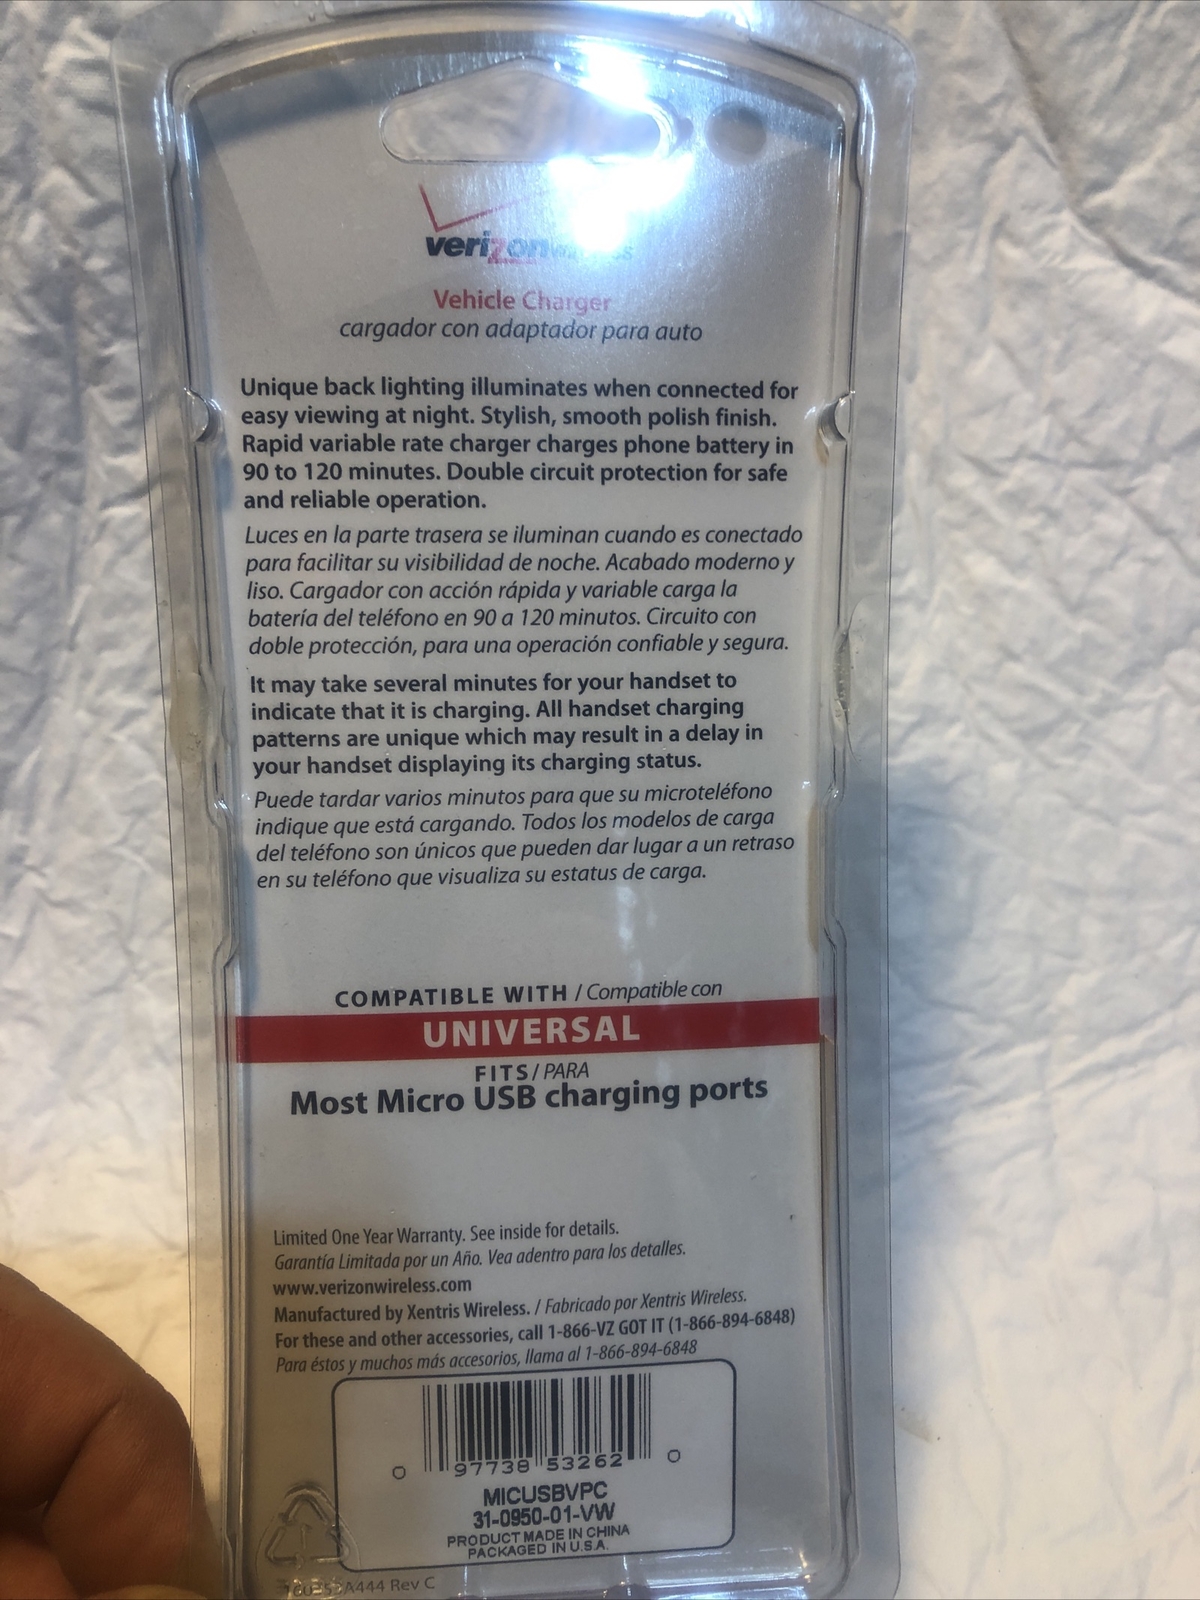 verizon
Vehicle Charger
cargador con adaptador para auto
Unique back lighting illuminates when connected for
easy viewing at night. Stylish, smooth polish finish.
Rapid variable rate charger charges phone battery in
90 to 120 minutes. Double circuit protection for safe
and reliable operation.
Luces en la parte trasera se iluminan cuando es conectado
para facilitar su visibilidad de noche. Acabado moderno y
liso. Cargador con acción rápida y variable carga la
batería del teléfono en 90 a 120 minutos. Circuito con
doble protección, para una operación confiable y segura.
It may take several minutes for your handset to
indicate that it is charging. All handset charging
patterns are unique which may result in a delay in
your handset displaying its charging status.
Puede tardar varios minutos para que su microteléfono
indique que está cargando. Todos los modelos de carga
del teléfono son únicos que pueden dar lugar a un retraso
en su teléfono que visualiza su estatus de carga.
COMPATIBLE WITH / Compatible con
UNIVERSAL
FITS/PARA
Most Micro USB charging ports
Limited One Year Warranty. See inside for details.
Garantía Limitada por un Año. Vea adentro para los detalles.
www.verizonwireless.com
Manufactured by Xentris Wireless. / Fabricado por Xentris Wireless.
For these and other accessories, call 1-866-VZ GOT IT (1-866-894-6848)
Para éstos y muchos más accesorios, llama al 1-866-894-6848
0 97738 53262 0
MICUSBVPC
31-0950-01-VW
PRODUCT MADE IN CHINA
PACKAGED IN U.S.A.
Rev C